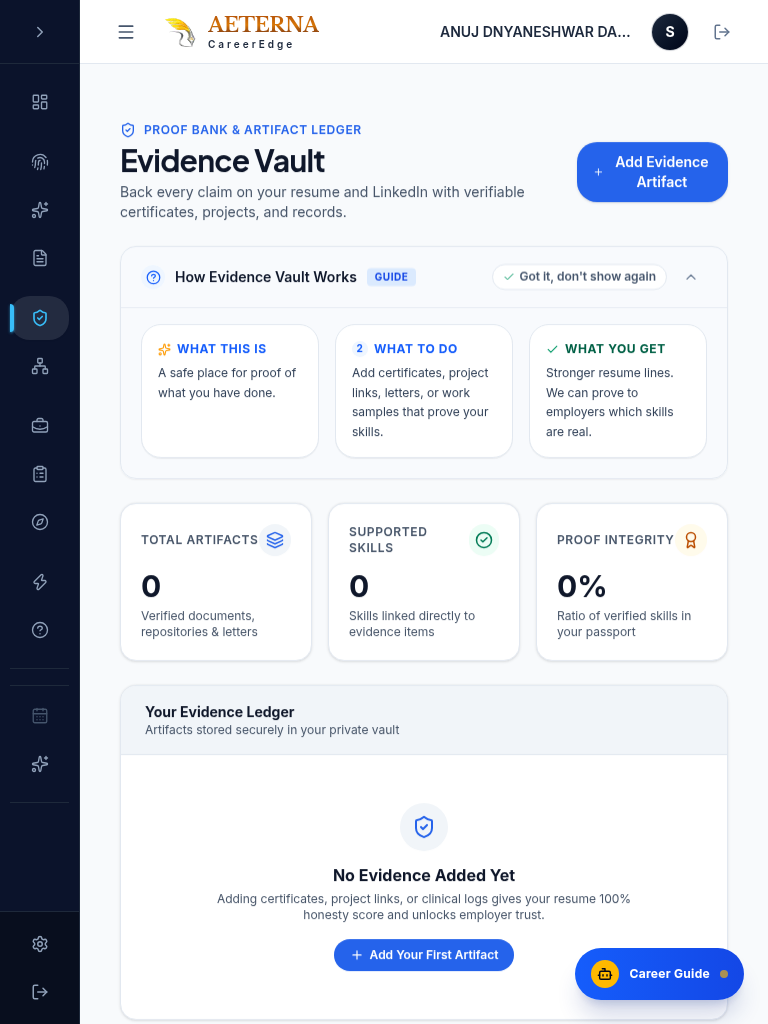 AETERNA
CareerEdge
ANUJ DNYANESHWAR DA...
S
PROOF BANK & ARTIFACT LEDGER
Evidence Vault
Back every claim on your resume and LinkedIn with verifiable
certificates, projects, and records.
Add Evidence
Artifact
How Evidence Vault Works
GUIDE
Got it, don't show again
WHAT THIS IS
A safe place for proof of
what you have done.
2 WHAT TO DO
Add certificates, project
links, letters, or work
samples that prove your
skills.
WHAT YOU GET
Stronger resume lines.
We can prove to
employers which skills
are real.
TOTAL ARTIFACTS
0
Verified documents,
repositories & letters
SUPPORTED
SKILLS
0
Skills linked directly to
evidence items
PROOF INTEGRITY
0%
Ratio of verified skills in
your passport
Your Evidence Ledger
Artifacts stored securely in your private vault
No Evidence Added Yet
Adding certificates, project links, or clinical logs gives your resume 100%
honesty score and unlocks employer trust.
Add Your First Artifact
Career Guide